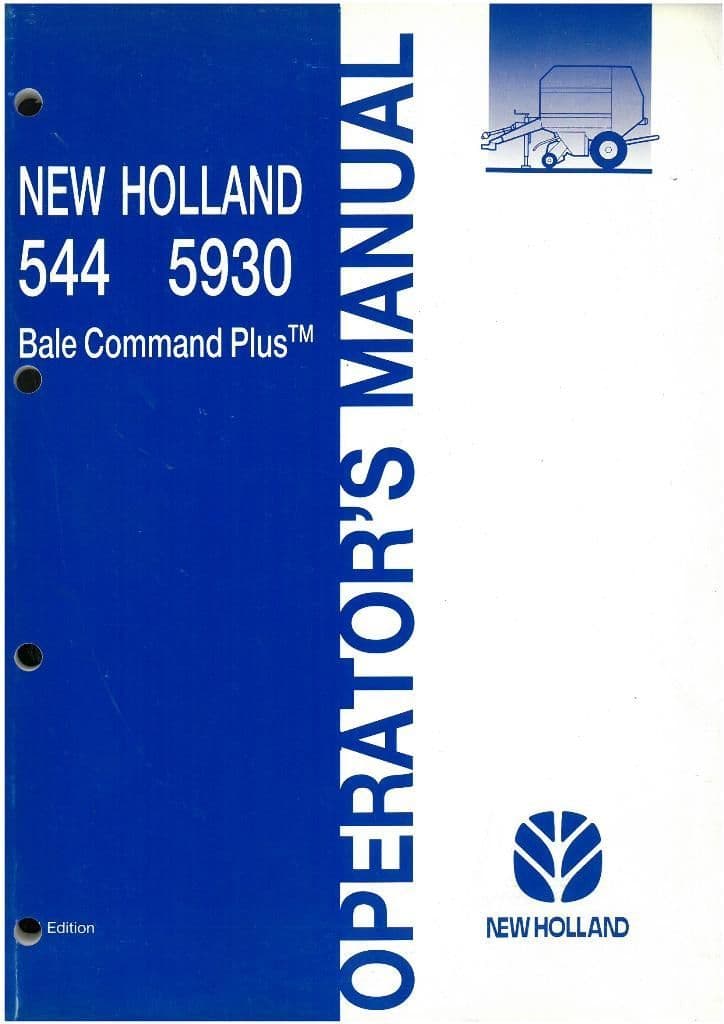 NEW HOLLAND
544 5930
Bale Command Plus™
Edition
OPERATOR'S MANUAL
NEW HOLLAND